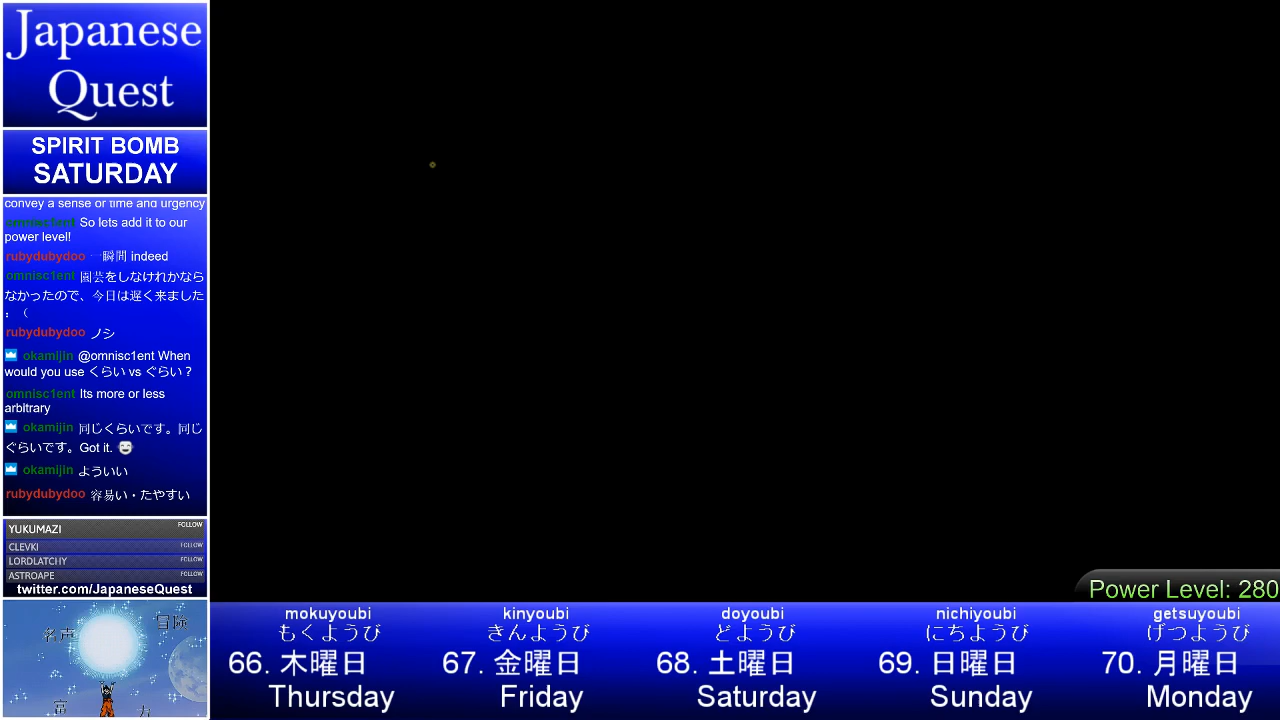 Japanese
Quest
SPIRIT BOMB
SATURDAY
convey a sense of time and urgency
omnisc1ent So lets add it to our
power level!
rubydubydoo 一瞬間 indeed
omnisc1ent 園芸をしなけれかなら
なかったので、今日は遅く来ました
：（
rubydubydoo ノシ
okamijin @omnisc1ent When
would you use くらい vs ぐらい？
omnisc1ent Its more or less
arbitrary
okamijin 同じくらいです。同じ
ぐらいです。Got it.
okamijin よういい
rubydubydoo 容易い・たやすい
YUKUMAZI FOLLOW
CLEVKI FOLLOW
LORDLATCHY FOLLOW
ASTROAPE FOLLOW
twitter.com/JapaneseQuest
名声 冒険
富 力
Power Level: 280
mokuyoubi kinyoubi doyoubi nichiyoubi getsuyoubi
もくようび きんようび どようび にちようび げつようび
66. 木曜日 67. 金曜日 68. 土曜日 69. 日曜日 70. 月曜日
Thursday Friday Saturday Sunday Monday